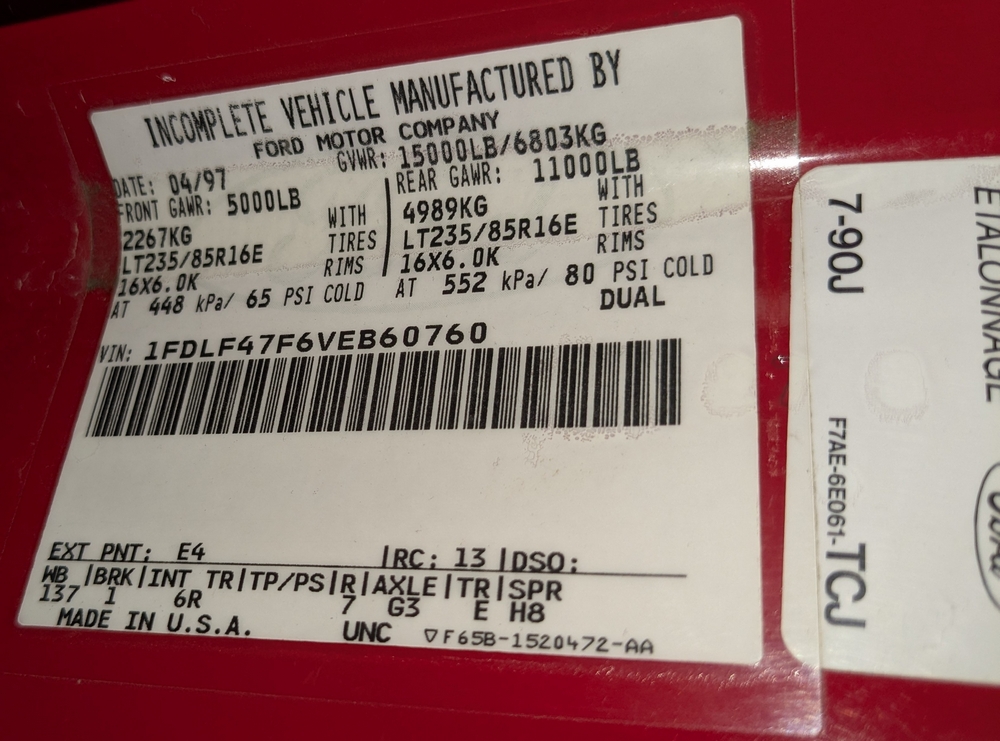 INCOMPLETE VEHICLE MANUFACTURED BY
FORD MOTOR COMPANY
DATE: 04/97 GVWR: 15000LB/6803KG
FRONT GAWR: 5000LB REAR GAWR: 11000LB
2267KG WITH 4989KG WITH
LT235/85R16E TIRES LT235/85R16E TIRES
16X6.0K RIMS 16X6.0K RIMS
AT 448 kPa/ 65 PSI COLD AT 552 kPa/ 80 PSI COLD
DUAL
VIN: 1FDLF47F6VEB60760
EXT PNT: E4 |RC: 13 |DSO:
WB |BRK|INT TR|TP/PS|R|AXLE|TR|SPR
137 1 6R 7 G3 E H8
MADE IN U.S.A. UNC ▽F65B-1520472-AA
ETALONNAGE
7-90J
F7AE-6E061-TCJ
Ford